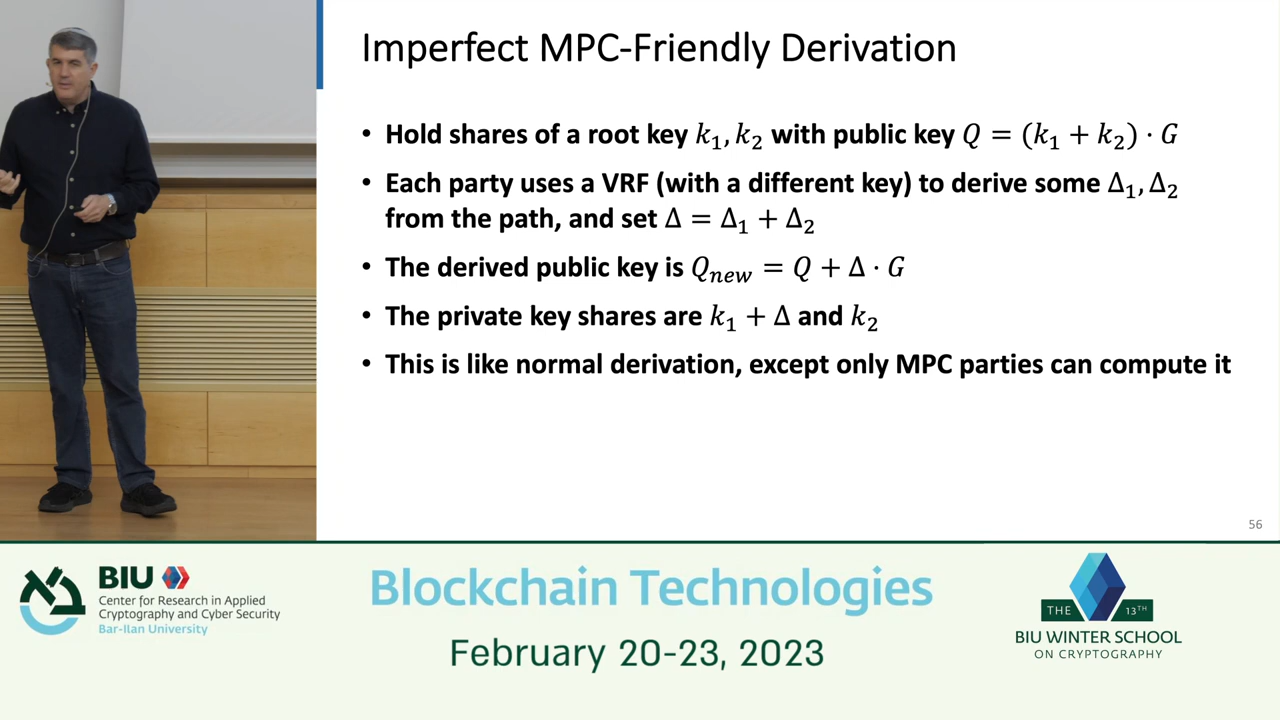 Imperfect MPC-Friendly Derivation
• Hold shares of a root key k₁, k₂ with public key Q = (k₁ + k₂) · G
• Each party uses a VRF (with a different key) to derive some Δ₁, Δ₂
from the path, and set Δ = Δ₁ + Δ₂
• The derived public key is Qₙₑw = Q + Δ · G
• The private key shares are k₁ + Δ and k₂
• This is like normal derivation, except only MPC parties can compute it
56
BIU
Center for Research in Applied
Cryptography and Cyber Security
Bar-Ilan University
Blockchain Technologies
February 20-23, 2023
THE 13TH
BIU WINTER SCHOOL
ON CRYPTOGRAPHY